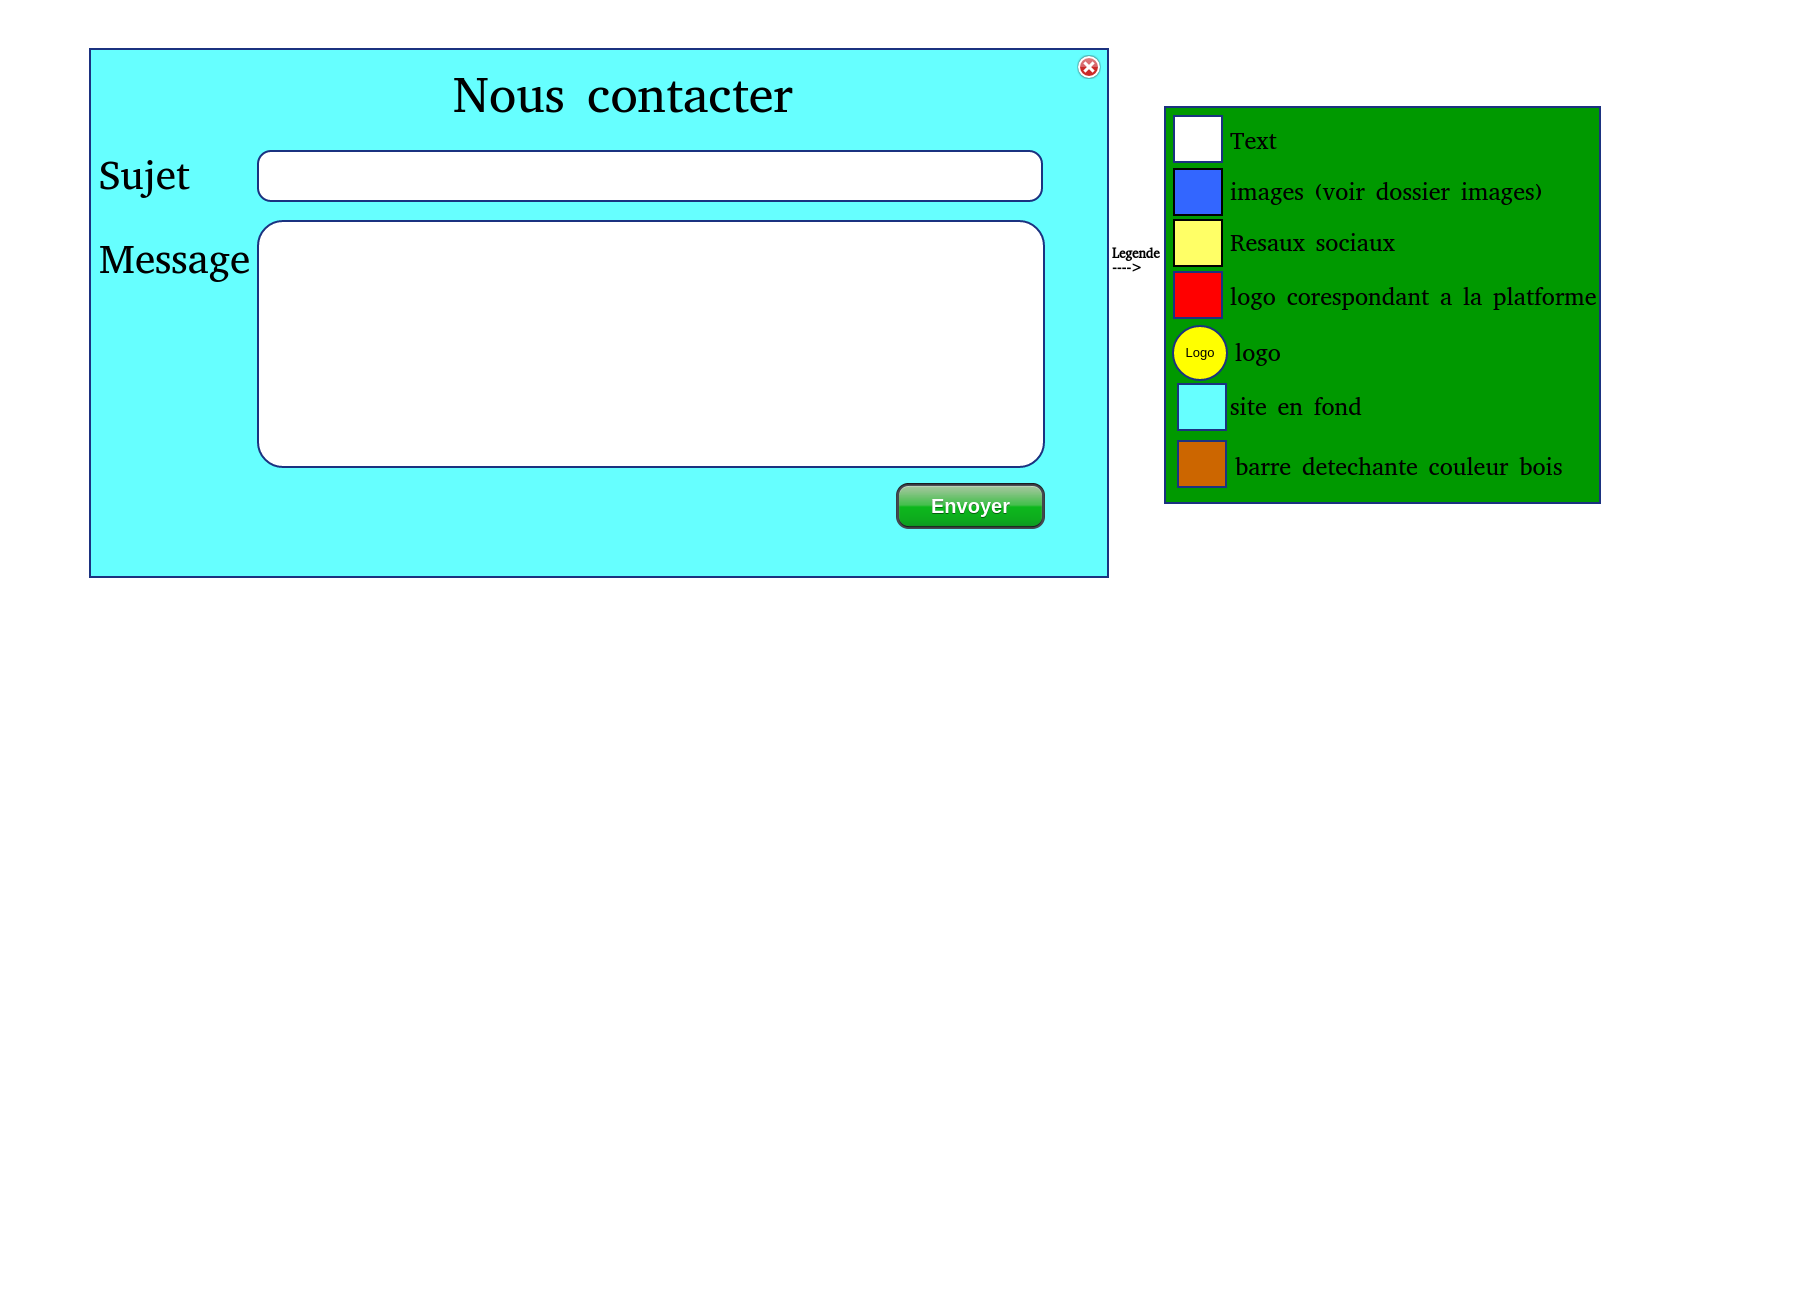 Nous contacter
Sujet
Message
Envoyer
Legende
---->
Text
images (voir dossier images)
Resaux sociaux
logo corespondant a la platforme
Logo
logo
site en fond
barre detechante couleur bois